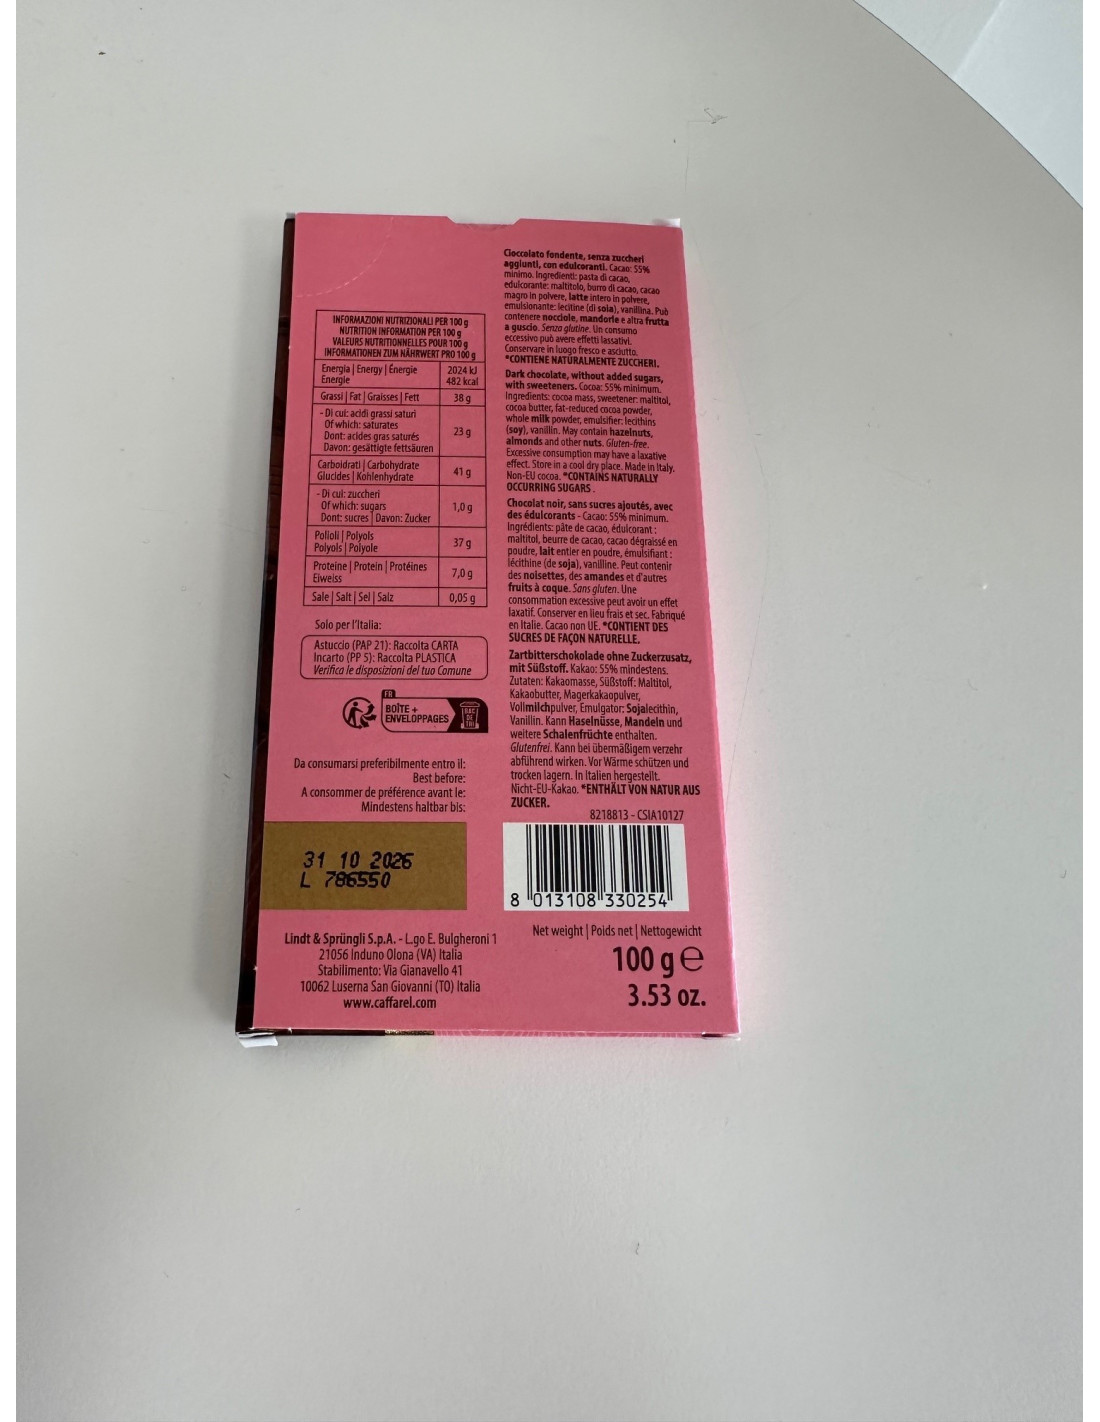 INFORMAZIONI NUTRIZIONALI PER 100 g
NUTRITION INFORMATION PER 100 g
VALEURS NUTRITIONNELLES POUR 100 g
INFORMATIONEN ZUM NÄHRWERT PRO 100 g
Energia | Energy | Énergie
Energie
2024 kJ
482 kcal
Grassi | Fat | Graisses | Fett
38 g
- Di cui: acidi grassi saturi
Of which: saturates
Dont: acides gras saturés
Davon: gesättigte fettsäuren
23 g
Carboidrati | Carbohydrate
Glucides | Kohlenhydrate
41 g
- Di cui: zuccheri
Of which: sugars
Dont: sucres | Davon: Zucker
1,0 g
Polioli | Polyols
Polyols | Polyole
37 g
Proteine | Protein | Protéines
Eiweiss
7,0 g
Sale | Salt | Sel | Salz
0,05 g
Solo per l'Italia:
Astuccio (PAP 21): Raccolta CARTA
Incarto (PP 5): Raccolta PLASTICA
Verifica le disposizioni del tuo Comune
FR
BOÎTE +
ENVELOPPAGES
BAC
DE
TRI
Da consumarsi preferibilmente entro il:
Best before:
A consommer de préférence avant le:
Mindestens haltbar bis:
31 10 2026
L 786550
Lindt & Sprüngli S.p.A. - L.go E. Bulgheroni 1
21056 Induno Olona (VA) Italia
Stabilimento: Via Gianavello 41
10062 Luserna San Giovanni (TO) Italia
www.caffarel.com
Cioccolato fondente, senza zuccheri
aggiunti, con edulcoranti. Cacao: 55%
minimo. Ingredienti: pasta di cacao,
edulcorante: maltitolo, burro di cacao, cacao
magro in polvere, latte intero in polvere,
emulsionante: lecitine (di soia), vanillina. Può
contenere nocciole, mandorle e altra frutta
a guscio. Senza glutine. Un consumo
eccessivo può avere effetti lassativi.
Conservare in luogo fresco e asciutto.
*CONTIENE NATURALMENTE ZUCCHERI.
Dark chocolate, without added sugars,
with sweeteners. Cocoa: 55% minimum.
Ingredients: cocoa mass, sweetener: maltitol,
cocoa butter, fat-reduced cocoa powder,
whole milk powder, emulsifier: lecithins
(soy), vanillin. May contain hazelnuts,
almonds and other nuts. Gluten-free.
Excessive consumption may have a laxative
effect. Store in a cool dry place. Made in Italy.
Non-EU cocoa. *CONTAINS NATURALLY
OCCURRING SUGARS .
Chocolat noir, sans sucres ajoutés, avec
des édulcorants - Cacao: 55% minimum.
Ingrédients: pâte de cacao, édulcorant :
maltitol, beurre de cacao, cacao dégraissé en
poudre, lait entier en poudre, émulsifiant :
lécithine (de soja), vanilline. Peut contenir
des noisettes, des amandes et d'autres
fruits à coque. Sans gluten. Une
consommation excessive peut avoir un effet
laxatif. Conserver en lieu frais et sec. Fabriqué
en Italie. Cacao non UE. *CONTIENT DES
SUCRES DE FAÇON NATURELLE.
Zartbitterschokolade ohne Zuckerzusatz,
mit Süßstoff. Kakao: 55% mindestens.
Zutaten: Kakaomasse, Süßstoff: Maltitol,
Kakaobutter, Magerkakaopulver,
Vollmilchpulver, Emulgator: Sojalecithin,
Vanillin. Kann Haselnüsse, Mandeln und
weitere Schalenfrüchte enthalten.
Glutenfrei. Kann bei übermäßigem verzehr
abführend wirken. Vor Wärme schützen und
trocken lagern. In Italien hergestellt.
Nicht-EU-Kakao. *ENTHÄLT VON NATUR AUS
ZUCKER.
8218813 - CSIA10127
8 013108 330254
Net weight | Poids net | Nettogewicht
100 g e
3.53 oz.